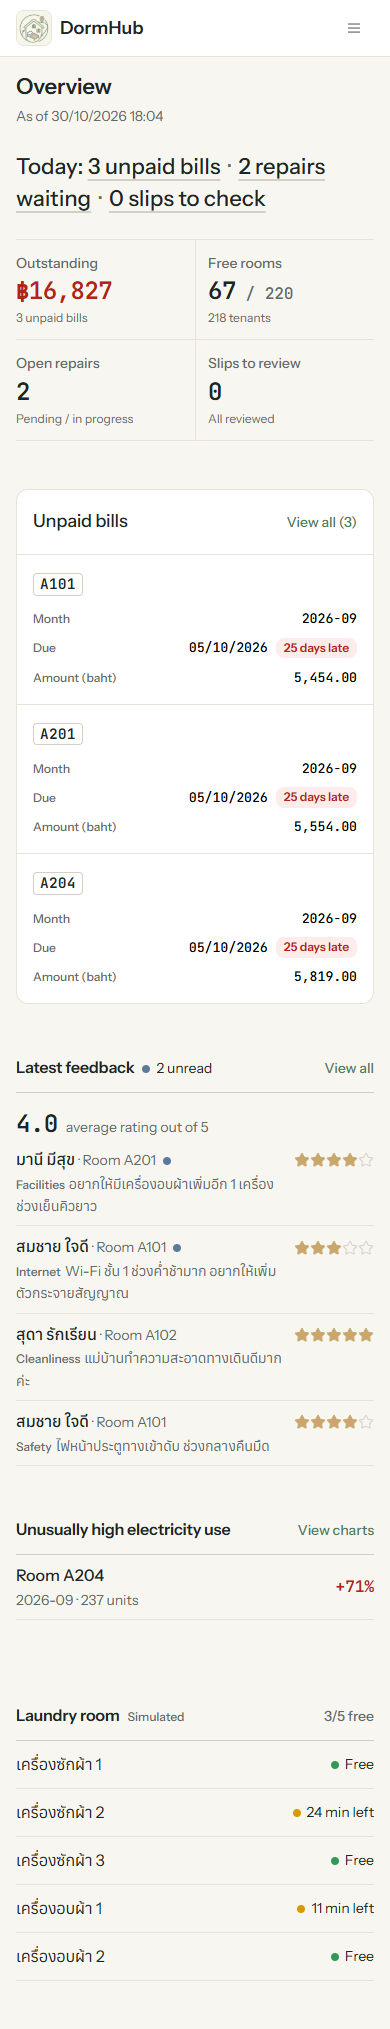 DormHub
Overview
As of 30/10/2026 18:04
Today: 3 unpaid bills · 2 repairs
waiting · 0 slips to check
Outstanding
฿16,827
3 unpaid bills
Free rooms
67 / 220
218 tenants
Open repairs
2
Pending / in progress
Slips to review
0
All reviewed
Unpaid bills View all (3)
A101
Month 2026-09
Due 05/10/2026 25 days late
Amount (baht) 5,454.00
A201
Month 2026-09
Due 05/10/2026 25 days late
Amount (baht) 5,554.00
A204
Month 2026-09
Due 05/10/2026 25 days late
Amount (baht) 5,819.00
Latest feedback 2 unread View all
4.0 average rating out of 5
มานี มีสุข · Room A201
Facilities อยากให้มีเครื่องอบผ้าเพิ่มอีก 1 เครื่อง
ช่วงเย็นคิวยาว
สมชาย ใจดี · Room A101
Internet Wi-Fi ชั้น 1 ช่วงค่ำช้ามาก อยากให้เพิ่ม
ตัวกระจายสัญญาณ
สุดา รักเรียน · Room A102
Cleanliness แม่บ้านทำความสะอาดทางเดินดีมาก
ค่ะ
สมชาย ใจดี · Room A101
Safety ไฟหน้าประตูทางเข้าดับ ช่วงกลางคืนมืด
Unusually high electricity use View charts
Room A204
2026-09 · 237 units
+71%
Laundry room Simulated 3/5 free
เครื่องซักผ้า 1 Free
เครื่องซักผ้า 2 24 min left
เครื่องซักผ้า 3 Free
เครื่องอบผ้า 1 11 min left
เครื่องอบผ้า 2 Free